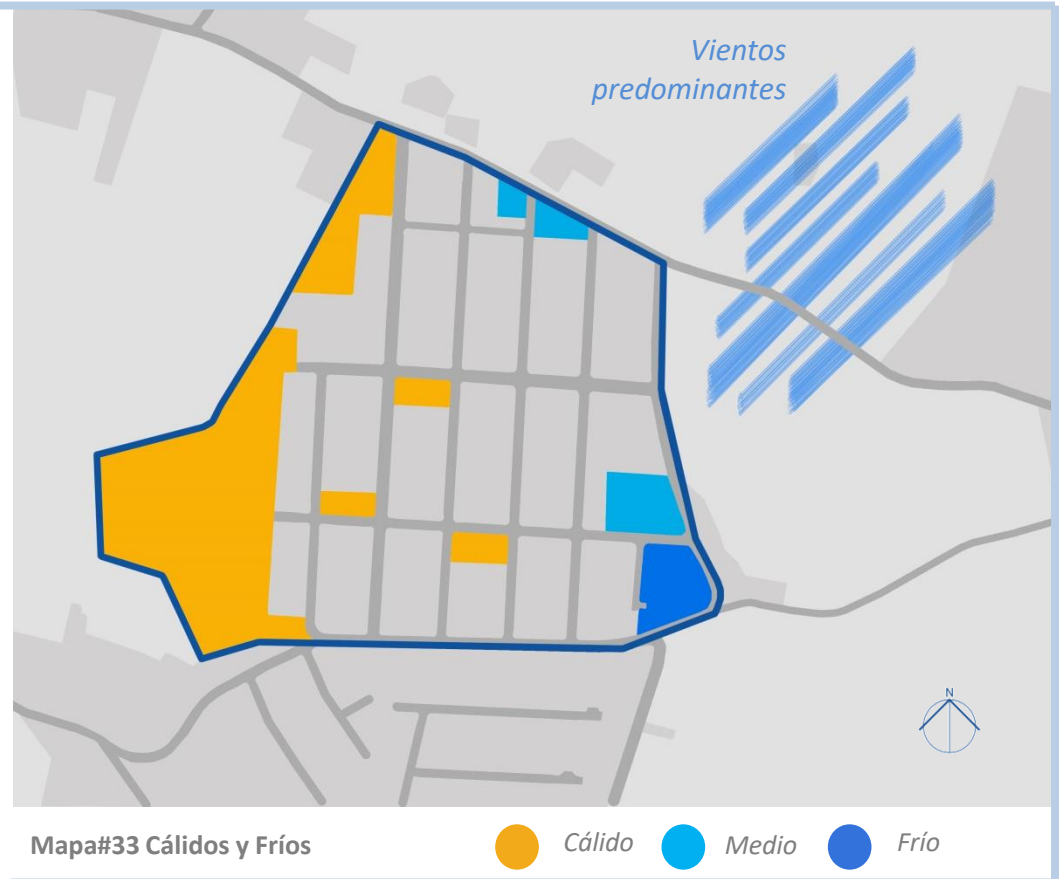 Vientos
predominantes
N
Mapa#33 Cálidos y Fríos
Cálido
Medio
Frío